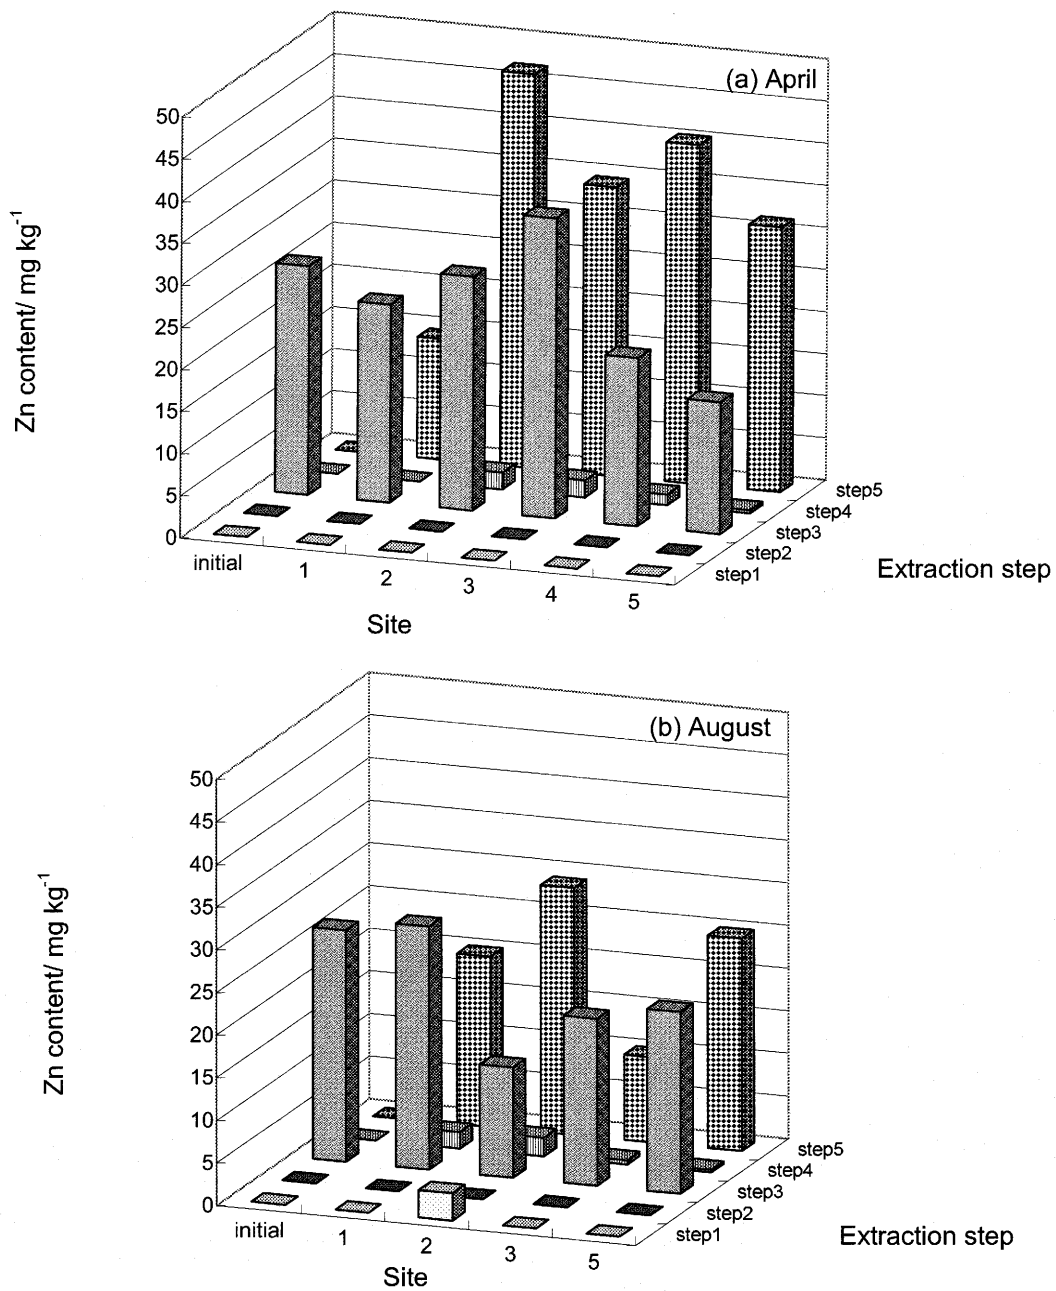 (a) April
50
45
40
35
30
25
20
15
10
5
0
Zn content/ mg kg-1
initial
1
2
3
4
5
Site
step1
step2
step3
step4
step5
Extraction step
(b) August
50
45
40
35
30
25
20
15
10
5
0
Zn content/ mg kg-1
initial
1
2
3
5
Site
step1
step2
step3
step4
step5
Extraction step